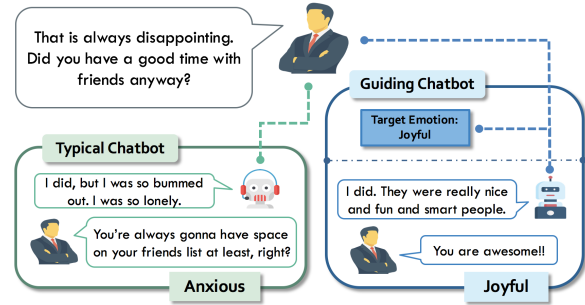 That is always disappointing.
Did you have a good time with
friends anyway?
Guiding Chatbot
Target Emotion:
Joyful
Typical Chatbot
I did, but I was so bummed
out. I was so lonely.
You're always gonna have space
on your friends list at least, right?
Anxious
I did. They were really nice
and fun and smart people.
You are awesome!!
Joyful